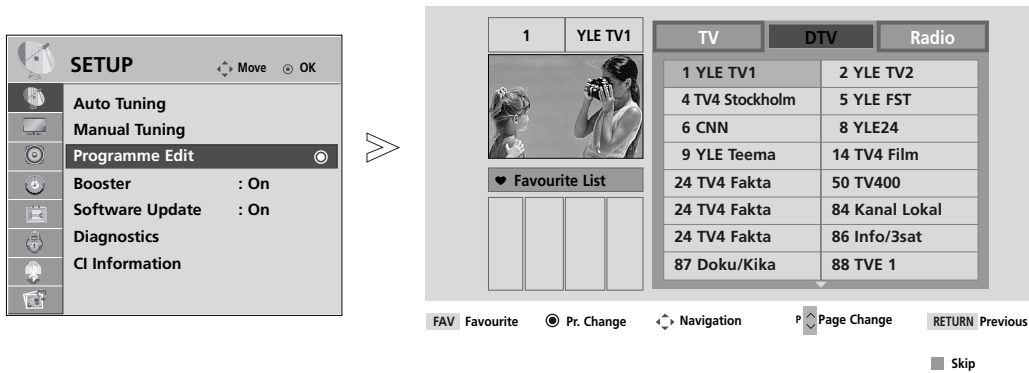 SETUP
Move OK
Auto Tuning
Manual Tuning
Programme Edit
Booster : On
Software Update : On
Diagnostics
CI Information
1 YLE TV1
Favourite List
TV DTV Radio
1 YLE TV1 2 YLE TV2
4 TV4 Stockholm 5 YLE FST
6 CNN 8 YLE24
9 YLE Teema 14 TV4 Film
24 TV4 Fakta 50 TV400
24 TV4 Fakta 84 Kanal Lokal
24 TV4 Fakta 86 Info/3sat
87 Doku/Kika 88 TVE 1
FAV Favourite Pr. Change Navigation P Page Change RETURN Previous
Skip